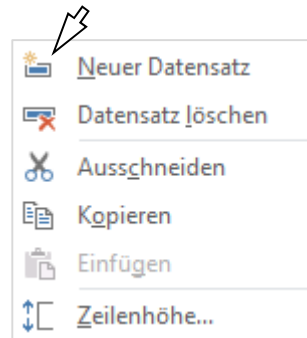 Neuer Datensatz
Datensatz löschen
Ausschneiden
Kopieren
Einfügen
Zeilenhöhe...